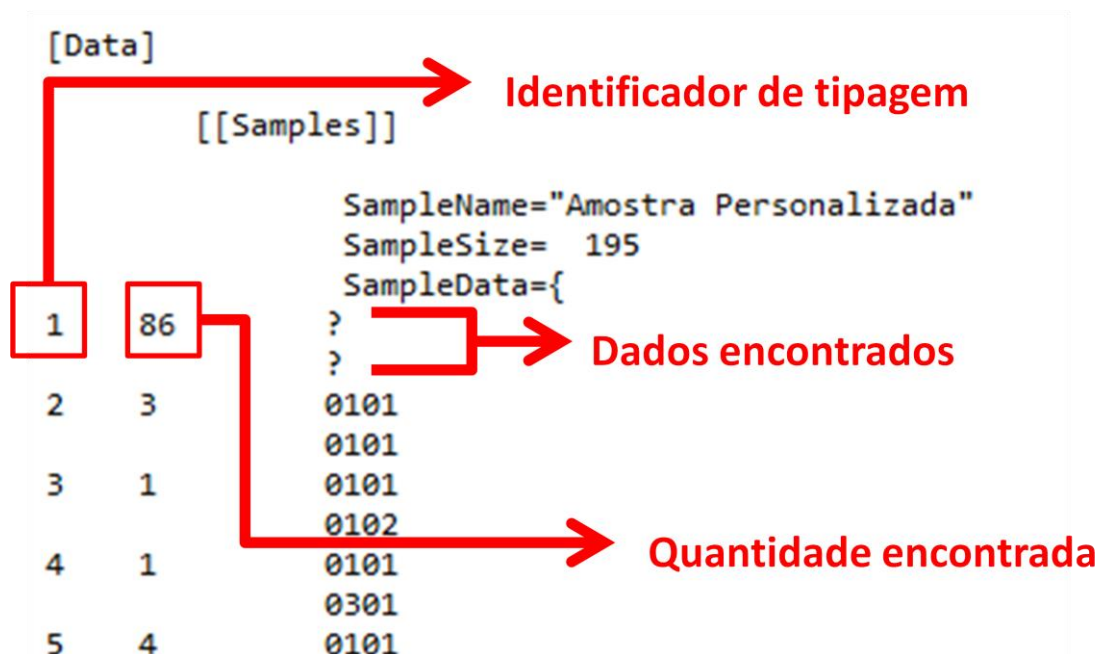 [Data]
Identificador de tipagem
[[Samples]]
SampleName="Amostra Personalizada"
SampleSize= 195
SampleData={
1 86 ?
?
Dados encontrados
2 3 0101
0101
3 1 0101
0102
Quantidade encontrada
4 1 0101
0301
5 4 0101